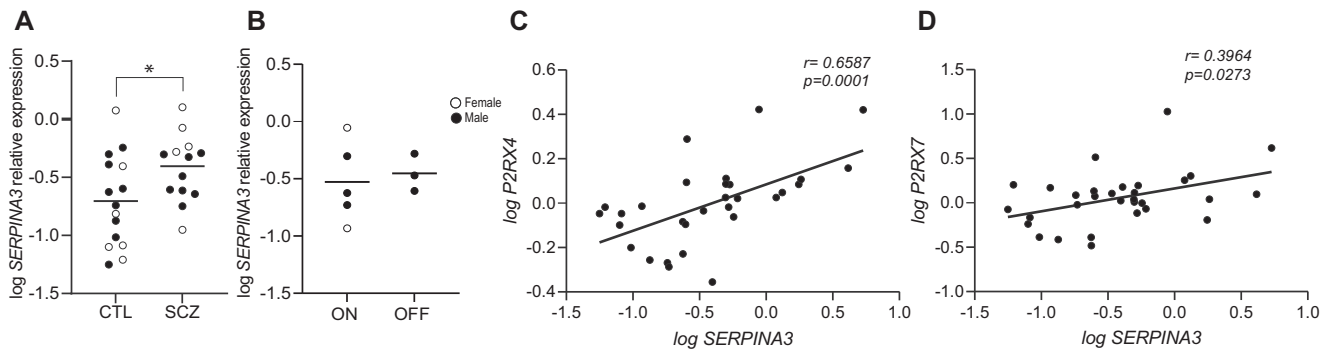 A
log SERPINA3 relative expression
0.5
0.0
-0.5
-1.0
-1.5
*
CTL
SCZ
B
log SERPINA3 relative expression
0.5
0.0
-0.5
-1.0
-1.5
ON
OFF
Female
Male
C
r= 0.6587
p=0.0001
log P2RX4
0.6
0.4
0.2
0.0
-0.2
-0.4
-1.5
-1.0
-0.5
0.0
0.5
1.0
log SERPINA3
D
r= 0.3964
p=0.0273
log P2RX7
1.5
1.0
0.5
0.0
-0.5
-1.0
-1.5
-1.0
-0.5
0.0
0.5
1.0
log SERPINA3